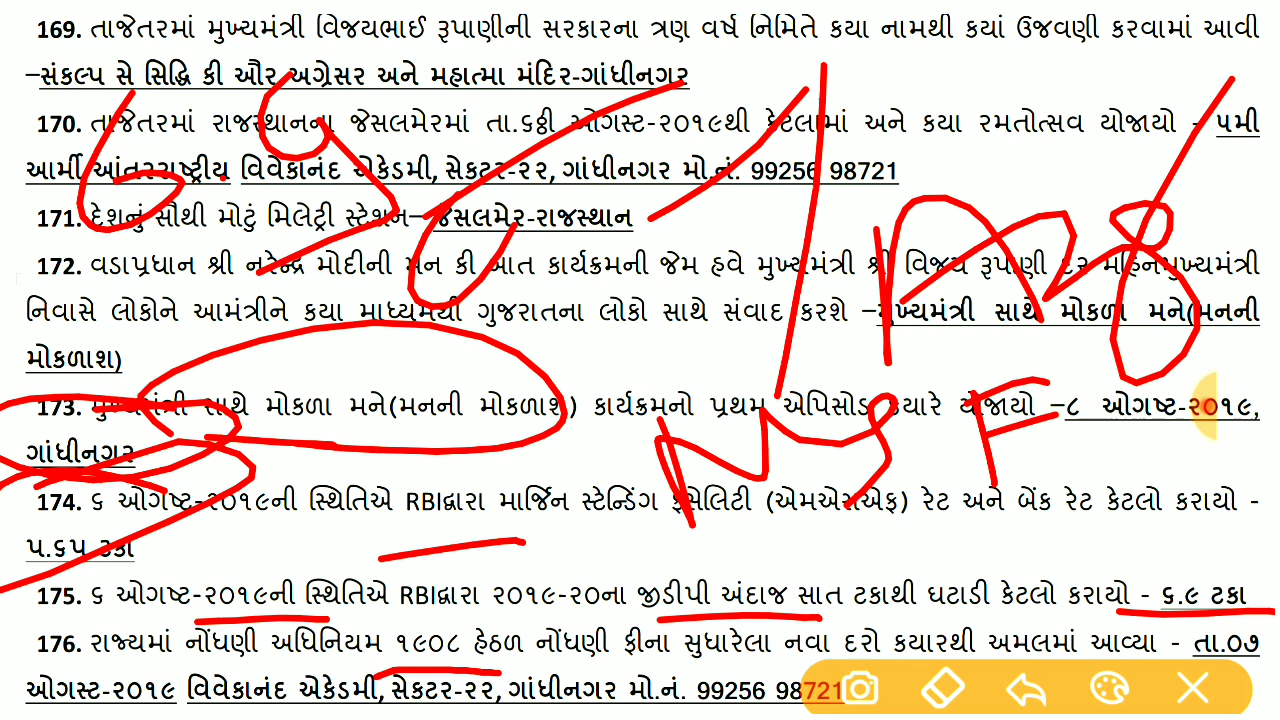 169. તાજેતરમાં મુખ્યમંત્રી વિજયભાઈ રૂપાણીની સરકારના ત્રણ વર્ષ નિમિતે કયા નામથી કયાં ઉજવણી કરવામાં આવી
–સંકલ્પ સે સિદ્ધિ કી ઔર અગ્રેસર અને મહાત્મા મંદિર-ગાંધીનગર
170. તાજેતરમાં રાજસ્થાનના જેસલમેરમાં તા.૬ઠ્ઠી ઓગસ્ટ-૨૦૧૯થી કેટલામાં અને કયા રમતોત્સવ યોજાયો - ૫મી
આર્મી આંતરરાષ્ટ્રીય વિવેકાનંદ એકેડમી, સેકટર-૨૨, ગાંધીનગર મો.નં. 99256 98721
171. દેશનું સૌથી મોટું મિલેટ્રી સ્ટેશન– જેસલમેર-રાજસ્થાન
172. વડાપ્રધાન શ્રી નરેન્દ્ર મોદીની મન કી બાત કાર્યક્રમની જેમ હવે મુખ્યમંત્રી શ્રી વિજય રૂપાણી દર મહિનમુખ્યમંત્રી
નિવાસે લોકોને આમંત્રીને કયા માધ્યમથી ગુજરાતના લોકો સાથે સંવાદ કરશે –મુખ્યમંત્રી સાથે મોકળા મને(મનની
મોકળાશ)
173. મુખ્યમંત્રી સાથે મોકળા મને(મનની મોકળાશ) કાર્યક્રમનો પ્રથમ એપિસોડ કયારે યોજાયો –૮ ઓગષ્ટ-૨૦૧૯,
ગાંધીનગર
MSF
174. ૬ ઓગષ્ટ-૨૦૧૯ની સ્થિતિએ RBIદ્વારા માર્જિન સ્ટેન્ડિંગ ફેસેલિટી (એમએસએફ) રેટ અને બેંક રેટ કેટલો કરાયો -
૫.૬૫ ટકા
175. ૬ ઓગષ્ટ-૨૦૧૯ની સ્થિતિએ RBIદ્વારા ૨૦૧૯-૨૦ના જીડીપી અંદાજ સાત ટકાથી ઘટાડી કેટલો કરાયો - ૬.૯ ટકા
176. રાજ્યમાં નોંધણી અધિનિયમ ૧૯૦૮ હેઠળ નોંધણી ફીના સુધારેલા નવા દરો કયારથી અમલમાં આવ્યા - તા.૦૭
ઓગસ્ટ-૨૦૧૯ વિવેકાનંદ એકેડમી, સેકટર-૨૨, ગાંધીનગર મો.નં. 99256 98721